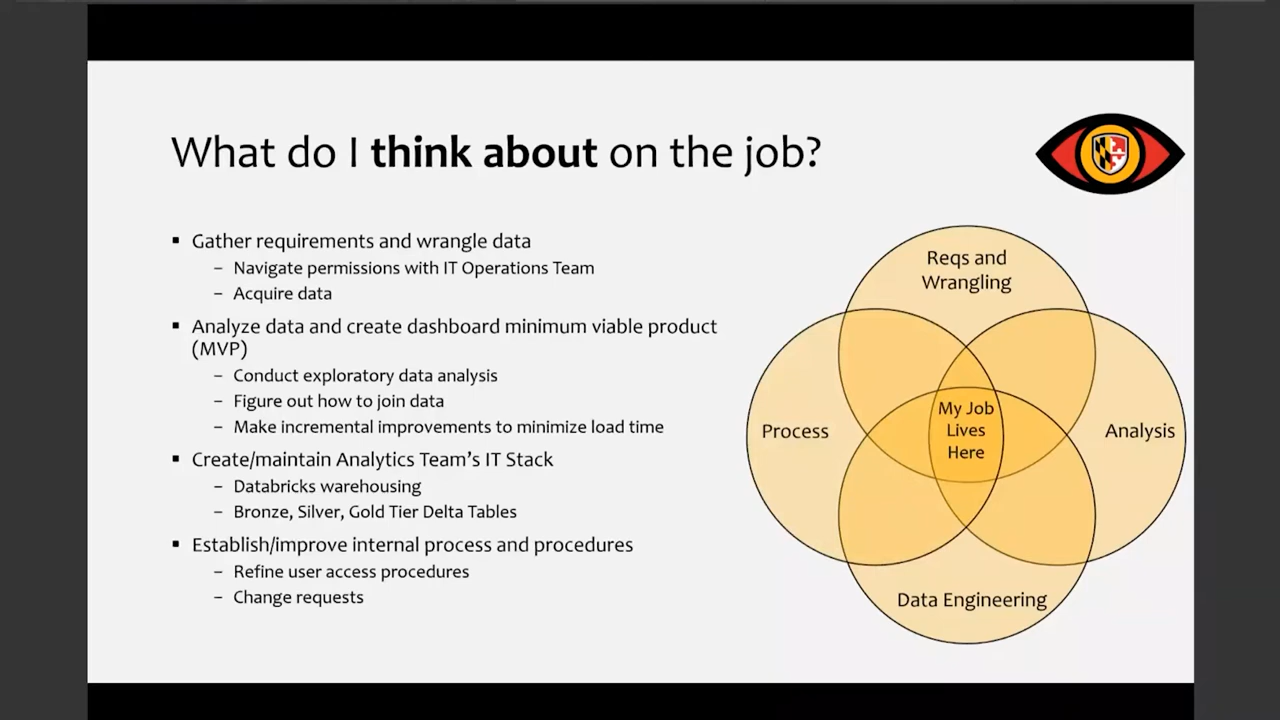 What do I think about on the job?
▪ Gather requirements and wrangle data
– Navigate permissions with IT Operations Team
– Acquire data
▪ Analyze data and create dashboard minimum viable product
(MVP)
– Conduct exploratory data analysis
– Figure out how to join data
– Make incremental improvements to minimize load time
▪ Create/maintain Analytics Team’s IT Stack
– Databricks warehousing
– Bronze, Silver, Gold Tier Delta Tables
▪ Establish/improve internal process and procedures
– Refine user access procedures
– Change requests
Reqs and
Wrangling
Process
My Job
Lives
Here
Analysis
Data Engineering